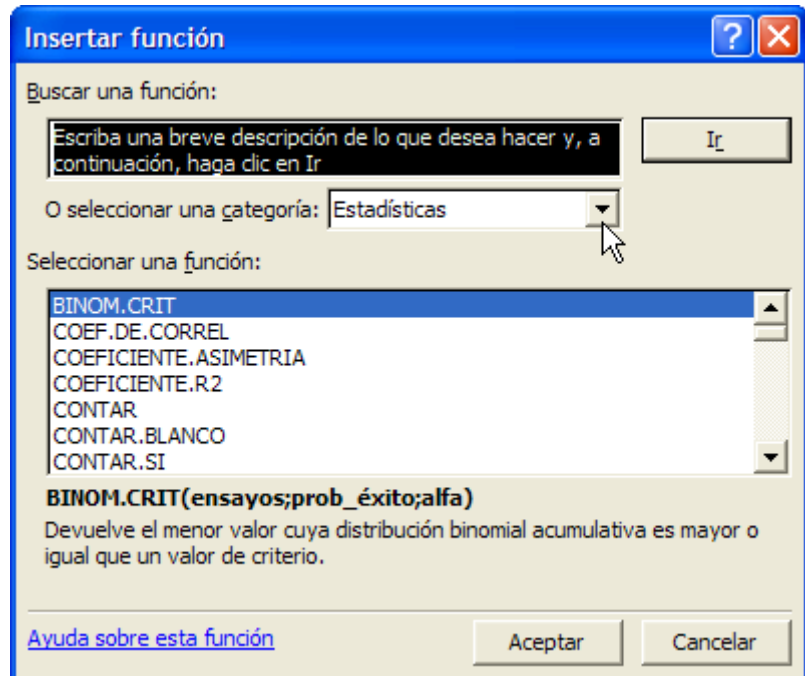 Insertar función
Buscar una función:
Escriba una breve descripción de lo que desea hacer y, a
continuación, haga clic en Ir
Ir
O seleccionar una categoría: Estadísticas
Seleccionar una función:
BINOM.CRIT
COEF.DE.CORREL
COEFICIENTE.ASIMETRIA
COEFICIENTE.R2
CONTAR
CONTAR.BLANCO
CONTAR.SI
BINOM.CRIT(ensayos;prob_éxito;alfa)
Devuelve el menor valor cuya distribución binomial acumulativa es mayor o
igual que un valor de criterio.
Ayuda sobre esta función
Aceptar
Cancelar